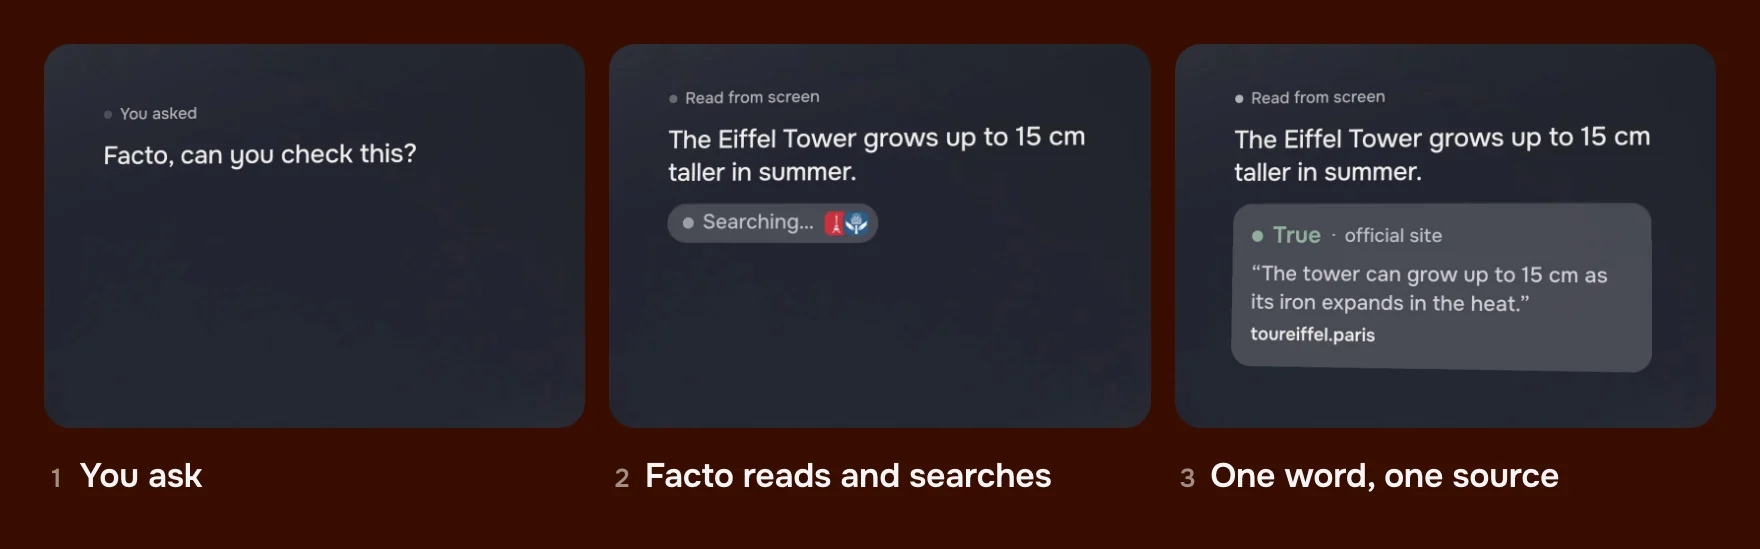 You asked
Facto, can you check this?
1 You ask
Read from screen
The Eiffel Tower grows up to 15 cm
taller in summer.
Searching...
2 Facto reads and searches
Read from screen
The Eiffel Tower grows up to 15 cm
taller in summer.
True · official site
“The tower can grow up to 15 cm as
its iron expands in the heat.”
toureiffel.paris
3 One word, one source